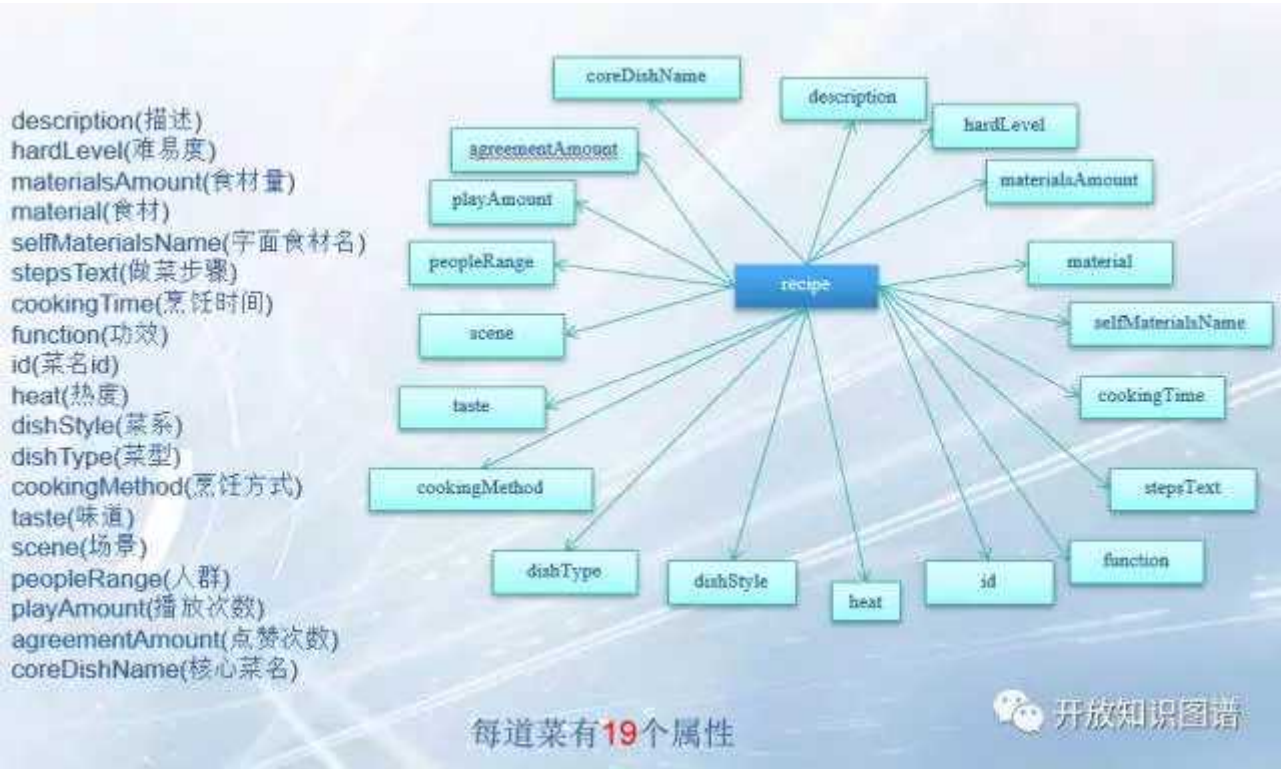 description(描述)
hardLevel(难易度)
materialsAmount(食材量)
material(食材)
selfMaterialsName(字面食材名)
stepsText(做菜步骤)
cookingTime(烹饪时间)
function(功效)
id(菜名id)
heat(热度)
dishStyle(菜系)
dishType(菜型)
cookingMethod(烹饪方式)
taste(味道)
scene(场景)
peopleRange(人群)
playAmount(播放次数)
agreementAmount(点赞次数)
coreDishName(核心菜名)
coreDishName
description
hardLevel
agreementAmount
materialsAmount
playAmount
peopleRange
material
recipe
scene
selfMaterialsName
taste
cookingTime
cookingMethod
stepsText
dishType
dishStyle
heat
id
function
每道菜有19个属性
开放知识图谱